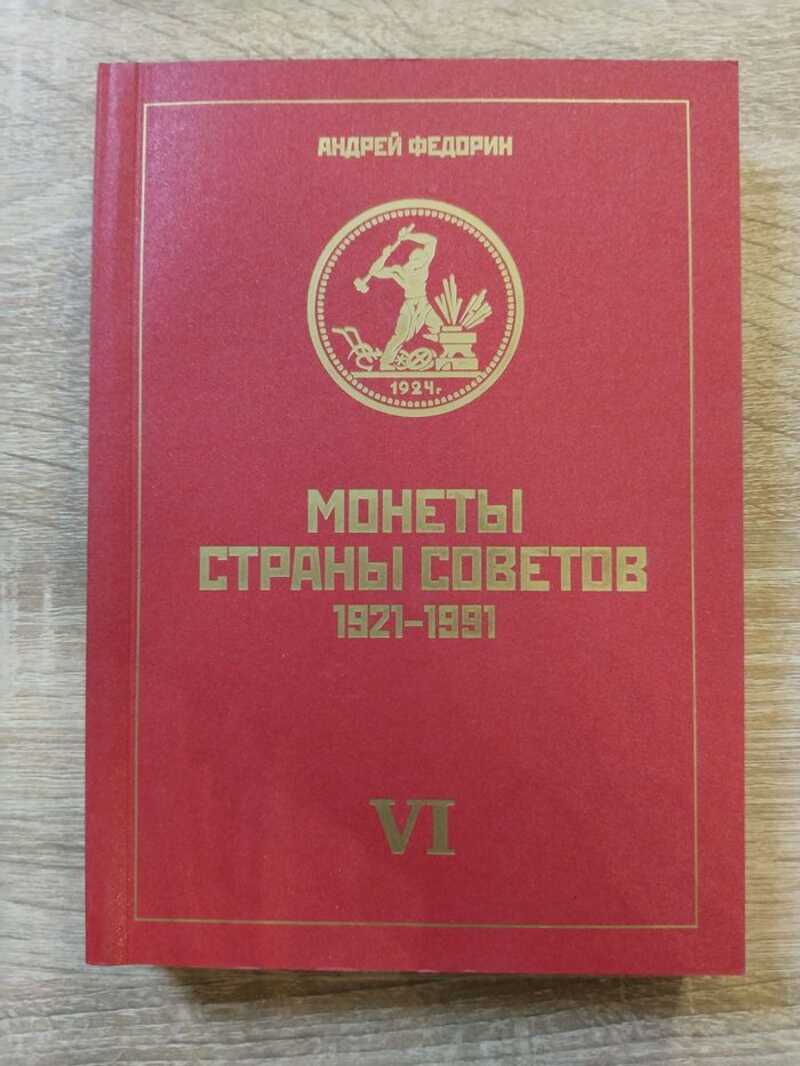 АНДРЕЙ ФЕДОРИН
1924г
МОНЕТЫ
СТРАНЫ СОВЕТОВ
1921-1991
VI